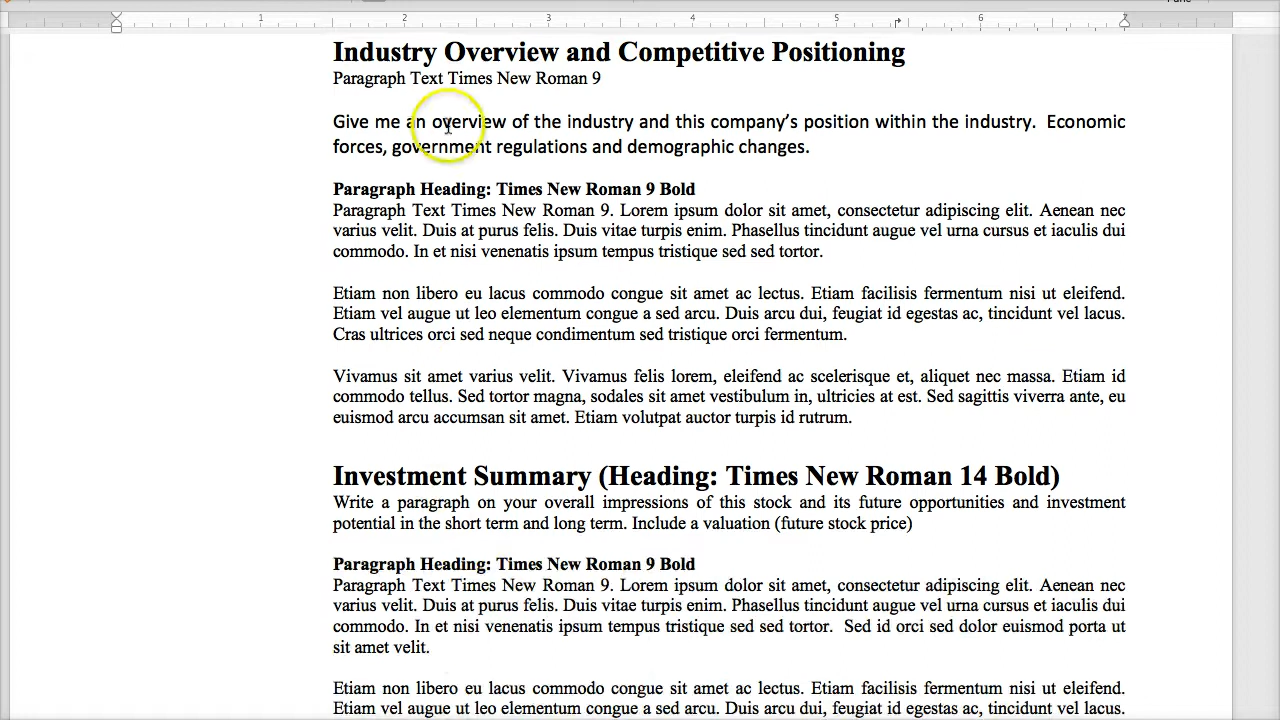 1 2 3 4 5 6 7
Industry Overview and Competitive Positioning
Paragraph Text Times New Roman 9
Give me an overview of the industry and this company’s position within the industry.  Economic
forces, government regulations and demographic changes.
Paragraph Heading: Times New Roman 9 Bold
Paragraph Text Times New Roman 9. Lorem ipsum dolor sit amet, consectetur adipiscing elit. Aenean nec
varius velit. Duis at purus felis. Duis vitae turpis enim. Phasellus tincidunt augue vel urna cursus et iaculis dui
commodo. In et nisi venenatis ipsum tempus tristique sed sed tortor.
Etiam non libero eu lacus commodo congue sit amet ac lectus. Etiam facilisis fermentum nisi ut eleifend.
Etiam vel augue ut leo elementum congue a sed arcu. Duis arcu dui, feugiat id egestas ac, tincidunt vel lacus.
Cras ultrices orci sed neque condimentum sed tristique orci fermentum.
Vivamus sit amet varius velit. Vivamus felis lorem, eleifend ac scelerisque et, aliquet nec massa. Etiam id
commodo tellus. Sed tortor magna, sodales sit amet vestibulum in, ultricies at est. Sed sagittis viverra ante, eu
euismod arcu accumsan sit amet. Etiam volutpat auctor turpis id rutrum.
Investment Summary (Heading: Times New Roman 14 Bold)
Write a paragraph on your overall impressions of this stock and its future opportunities and investment
potential in the short term and long term. Include a valuation (future stock price)
Paragraph Heading: Times New Roman 9 Bold
Paragraph Text Times New Roman 9. Lorem ipsum dolor sit amet, consectetur adipiscing elit. Aenean nec
varius velit. Duis at purus felis. Duis vitae turpis enim. Phasellus tincidunt augue vel urna cursus et iaculis dui
commodo. In et nisi venenatis ipsum tempus tristique sed sed tortor.  Sed id orci sed dolor euismod porta ut
sit amet velit.
Etiam non libero eu lacus commodo congue sit amet ac lectus. Etiam facilisis fermentum nisi ut eleifend.
Etiam vel augue ut leo elementum congue a sed arcu. Duis arcu dui, feugiat id egestas ac, tincidunt vel lacus.